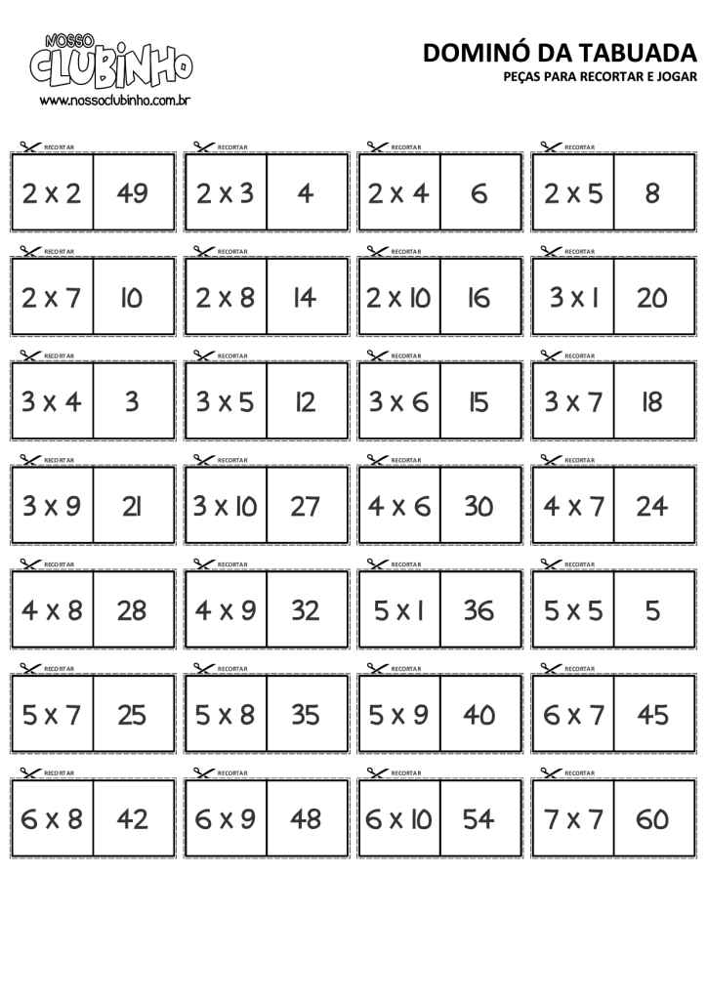 NOSSO
CLUBINHO
www.nossoclubinho.com.br
DOMINÓ DA TABUADA
PEÇAS PARA RECORTAR E JOGAR
RECORTAR RECORTAR RECORTAR RECORTAR
2 x 2 49 2 x 3 4 2 x 4 6 2 x 5 8
RECORTAR RECORTAR RECORTAR RECORTAR
2 x 7 10 2 x 8 14 2 x 10 16 3 x 1 20
RECORTAR RECORTAR RECORTAR RECORTAR
3 x 4 3 3 x 5 12 3 x 6 15 3 x 7 18
RECORTAR RECORTAR RECORTAR RECORTAR
3 x 9 21 3 x 10 27 4 x 6 30 4 x 7 24
RECORTAR RECORTAR RECORTAR RECORTAR
4 x 8 28 4 x 9 32 5 x 1 36 5 x 5 5
RECORTAR RECORTAR RECORTAR RECORTAR
5 x 7 25 5 x 8 35 5 x 9 40 6 x 7 45
RECORTAR RECORTAR RECORTAR RECORTAR
6 x 8 42 6 x 9 48 6 x 10 54 7 x 7 60